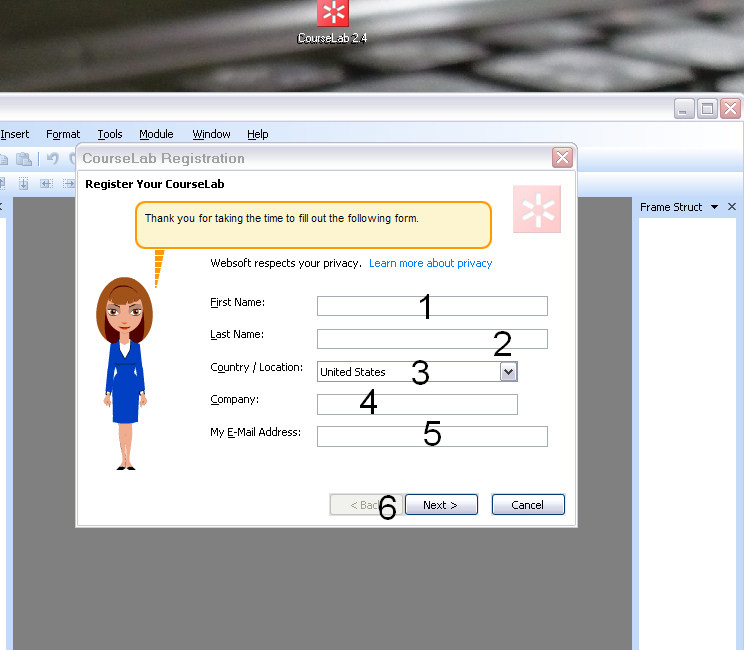 CourseLab 2.4
Insert Format Tools Module Window Help
CourseLab Registration
Register Your CourseLab
Frame Struct
Thank you for taking the time to fill out the following form.
Websoft respects your privacy. Learn more about privacy
First Name: 1
Last Name: 2
Country / Location: United States 3
Company: 4
My E-Mail Address: 5
< Back 6 Next > Cancel